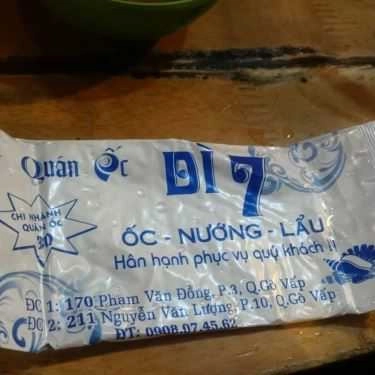 Quán Ốc DÌ 7
CHI NHÁNH
QUÁN ỐC
30
ỐC - NƯỚNG - LẨU
Hân hạnh phục vụ quý khách !!
ĐC 1: 170 Phạm Văn Đồng, P.3, Q.Gò Vấp
ĐC 2: 211 Nguyễn Văn Lượng, P.10, Q.Gò Vấp
ĐT: 0908.07.45.62